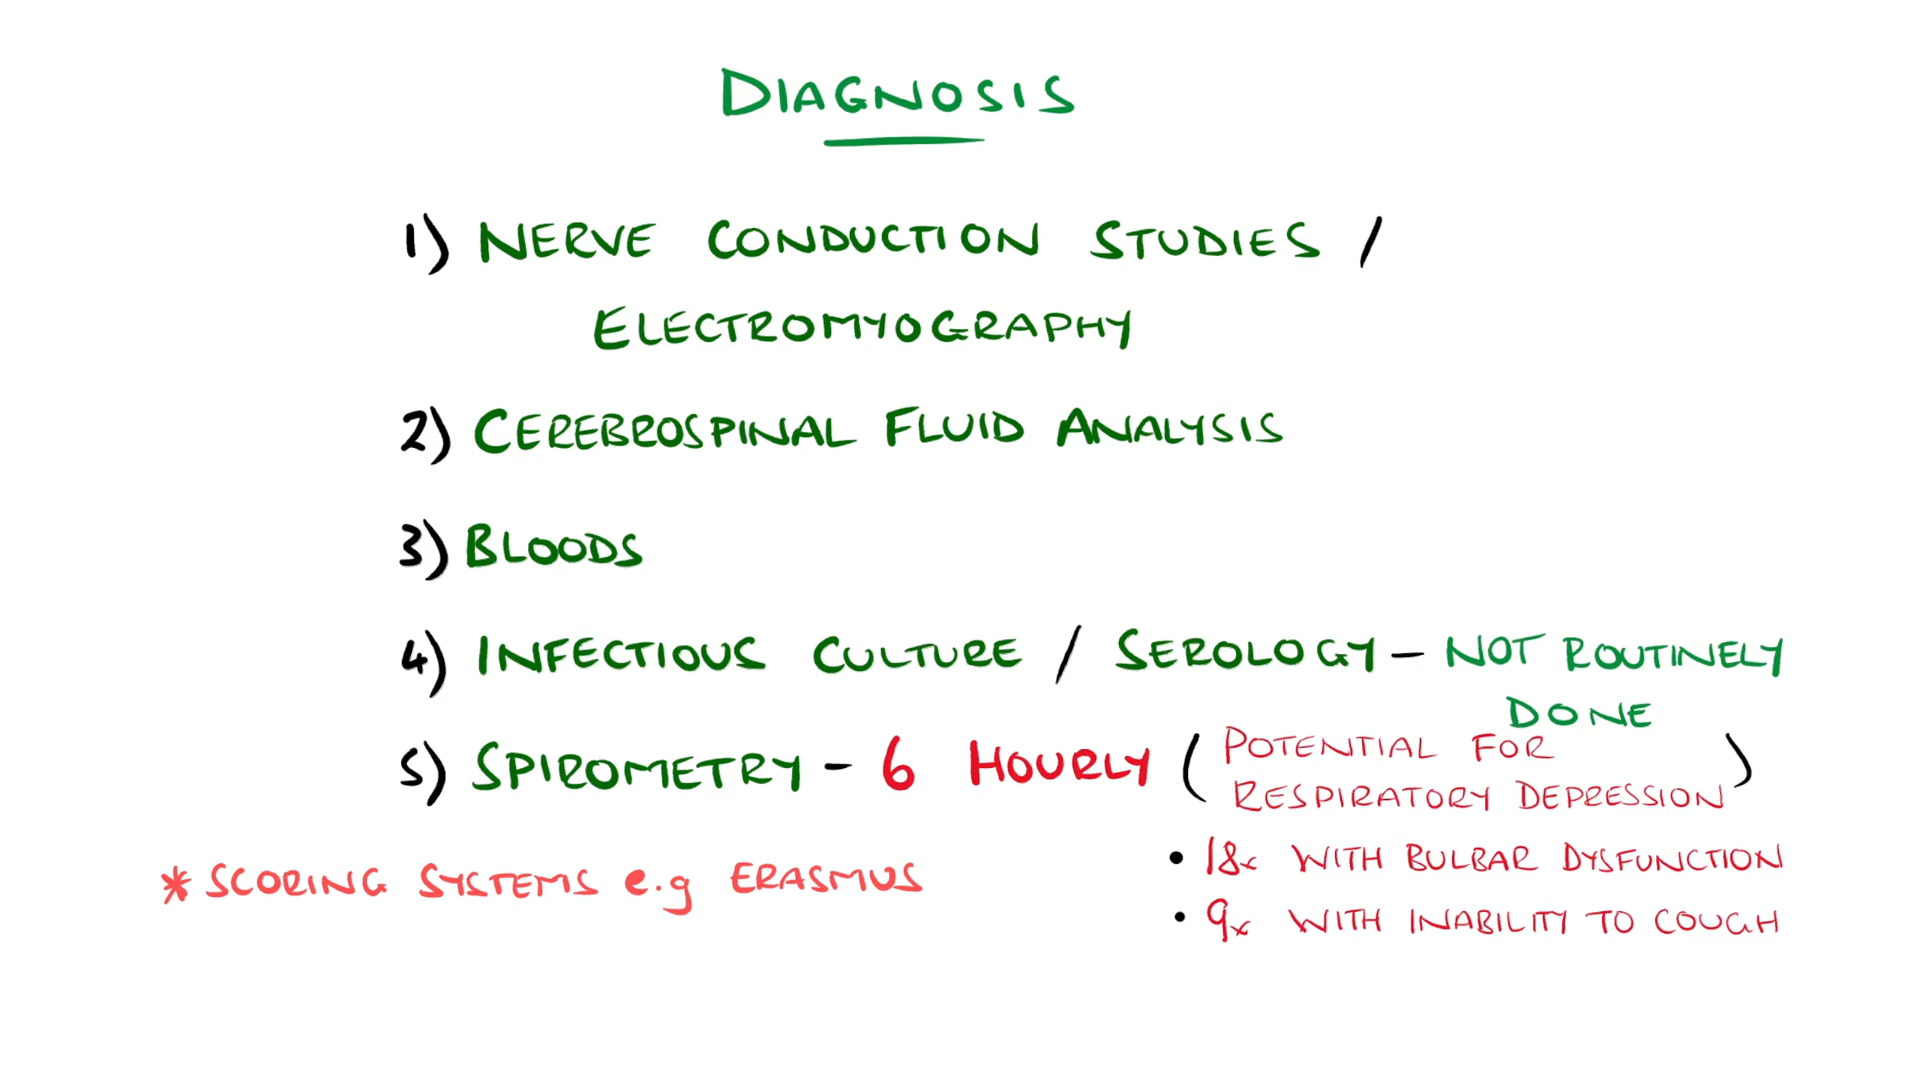 DIAGNOSIS
1) NERVE CONDUCTION STUDIES /
ELECTROMYOGRAPHY
2) CEREBROSPINAL FLUID ANALYSIS
3) BLOODS
4) INFECTIOUS CULTURE / SEROLOGY - NOT ROUTINELY
DONE
5) SPIROMETRY - 6 HOURLY (POTENTIAL FOR
RESPIRATORY DEPRESSION)
• 18x WITH BULBAR DYSFUNCTION
• 9x WITH INABILITY TO COUGH
* SCORING SYSTEMS e.g ERASMUS